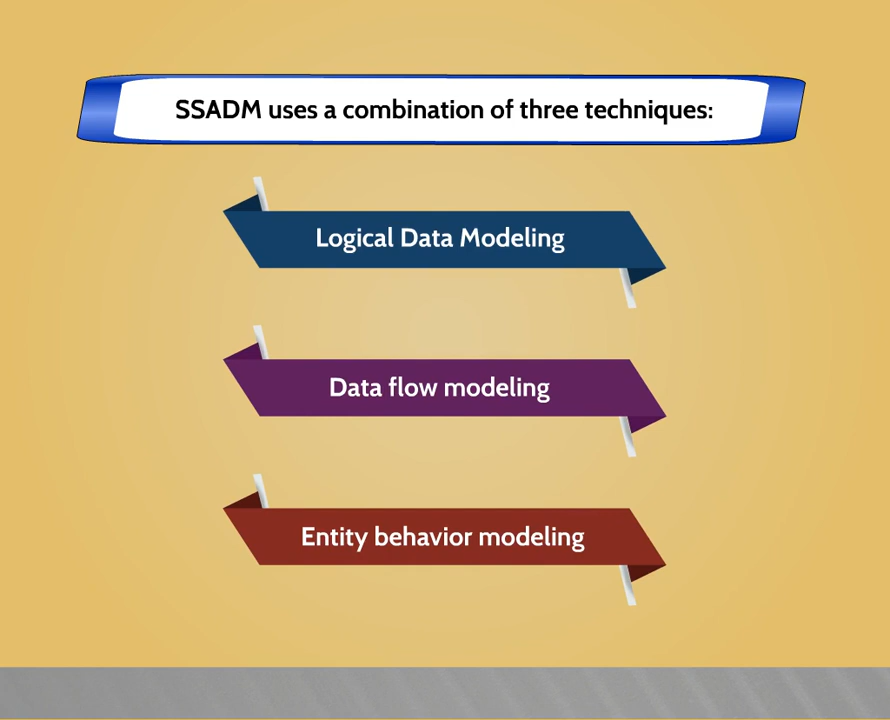 SSADM uses a combination of three techniques:
Logical Data Modeling
Data flow modeling
Entity behavior modeling